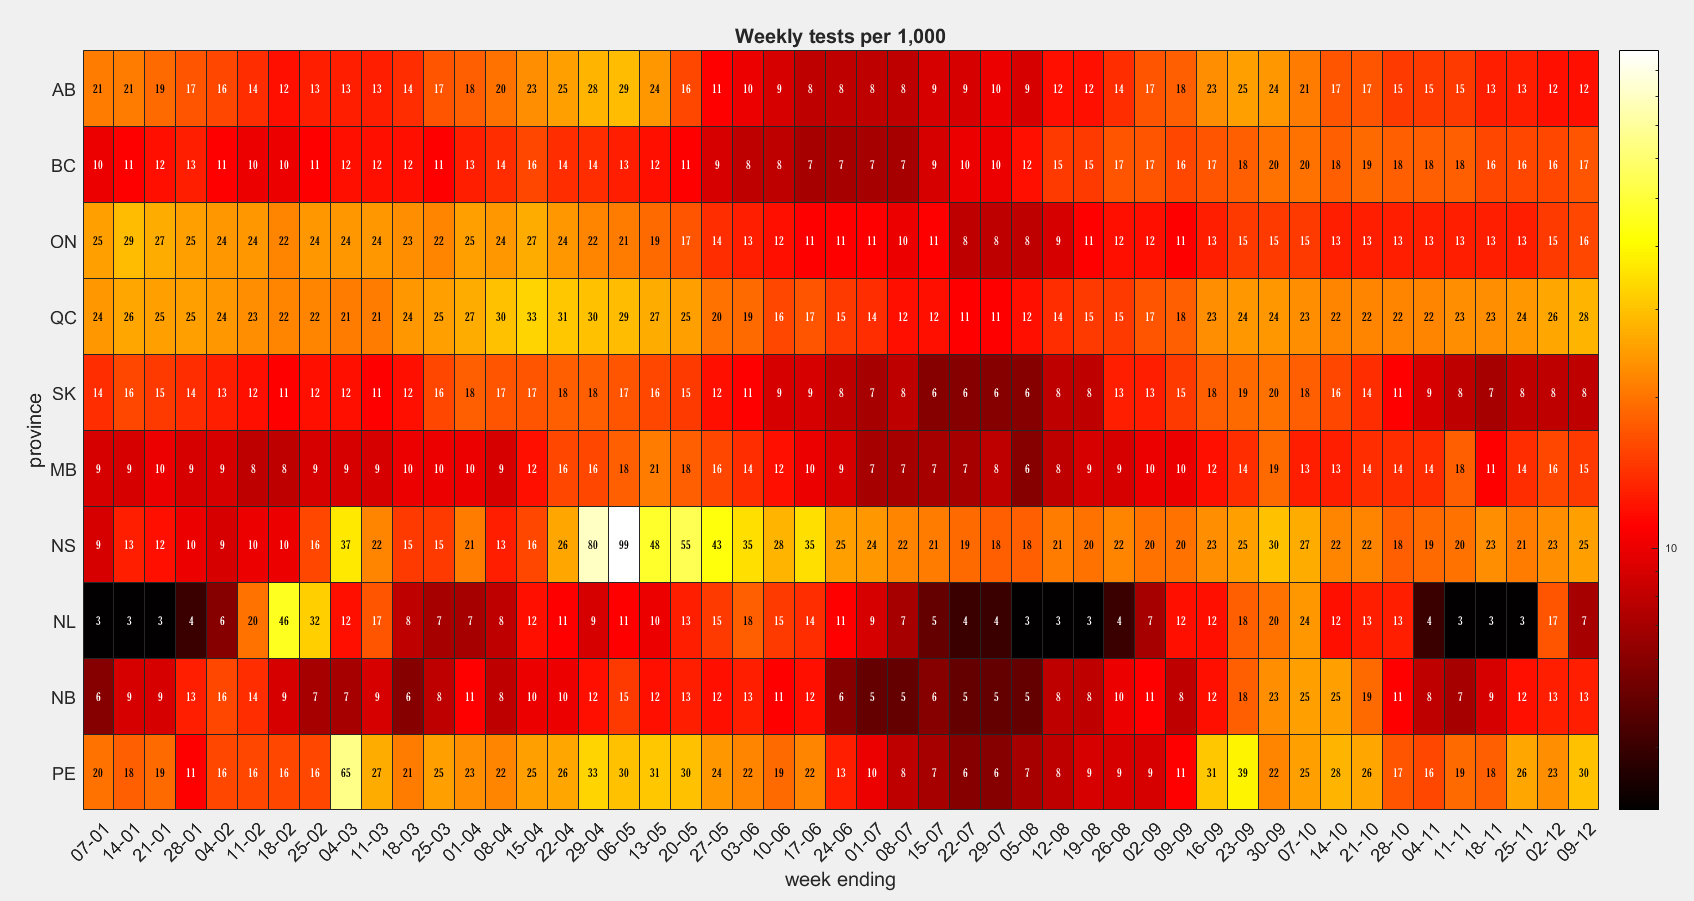 Weekly tests per 1,000
AB 21 21 19 17 16 14 12 13 13 13 14 17 18 20 23 25 28 29 24 16 11 10 9 8 8 8 8 9 9 10 9 12 12 14 17 18 23 25 24 21 17 17 15 15 15 13 13 12 12
BC 10 11 12 13 11 10 10 11 12 12 12 11 13 14 16 14 14 13 12 11 9 8 8 7 7 7 7 9 10 10 12 15 15 17 17 16 17 18 20 20 18 19 18 18 18 16 16 16 17
ON 25 29 27 25 24 24 22 24 24 24 23 22 25 24 27 24 22 21 19 17 14 13 12 11 11 11 10 11 8 8 8 9 11 12 12 11 13 15 15 15 13 13 13 13 13 13 13 15 16
QC 24 26 25 25 24 23 22 22 21 21 24 25 27 30 33 31 30 29 27 25 20 19 16 17 15 14 12 12 11 11 12 14 15 15 17 18 23 24 24 23 22 22 22 22 23 23 24 26 28
SK 14 16 15 14 13 12 11 12 12 11 12 16 18 17 17 18 18 17 16 15 12 11 9 9 8 7 8 6 6 6 6 8 8 13 13 15 18 19 20 18 16 14 11 9 8 7 8 8 8
MB 9 9 10 9 9 8 8 9 9 9 10 10 10 9 12 16 16 18 21 18 16 14 12 10 9 7 7 7 7 8 6 8 9 9 10 10 12 14 19 13 13 14 14 14 18 11 14 16 15
NS 9 13 12 10 9 10 10 16 37 22 15 15 21 13 16 26 80 99 48 55 43 35 28 35 25 24 22 21 19 18 18 21 20 22 20 20 23 25 30 27 22 22 18 19 20 23 21 23 25
NL 3 3 3 4 6 20 46 32 12 17 8 7 7 8 12 11 9 11 10 13 15 18 15 14 11 9 7 5 4 4 3 3 3 4 7 12 12 18 20 24 12 13 13 4 3 3 3 17 7
NB 6 9 9 13 16 14 9 7 7 9 6 8 11 8 10 10 12 15 12 13 12 13 11 12 6 5 5 6 5 5 5 8 8 10 11 8 12 18 23 25 25 19 11 8 7 9 12 13 13
PE 20 18 19 11 16 16 16 16 65 27 21 25 23 22 25 26 33 30 31 30 24 22 19 22 13 10 8 7 6 6 7 8 9 9 9 11 31 39 22 25 28 26 17 16 19 18 26 23 30
province
10
07-01 14-01 21-01 28-01 04-02 11-02 18-02 25-02 04-03 11-03 18-03 25-03 01-04 08-04 15-04 22-04 29-04 06-05 13-05 20-05 27-05 03-06 10-06 17-06 24-06 01-07 08-07 15-07 22-07 29-07 05-08 12-08 19-08 26-08 02-09 09-09 16-09 23-09 30-09 07-10 14-10 21-10 28-10 04-11 11-11 18-11 25-11 02-12 09-12
week ending